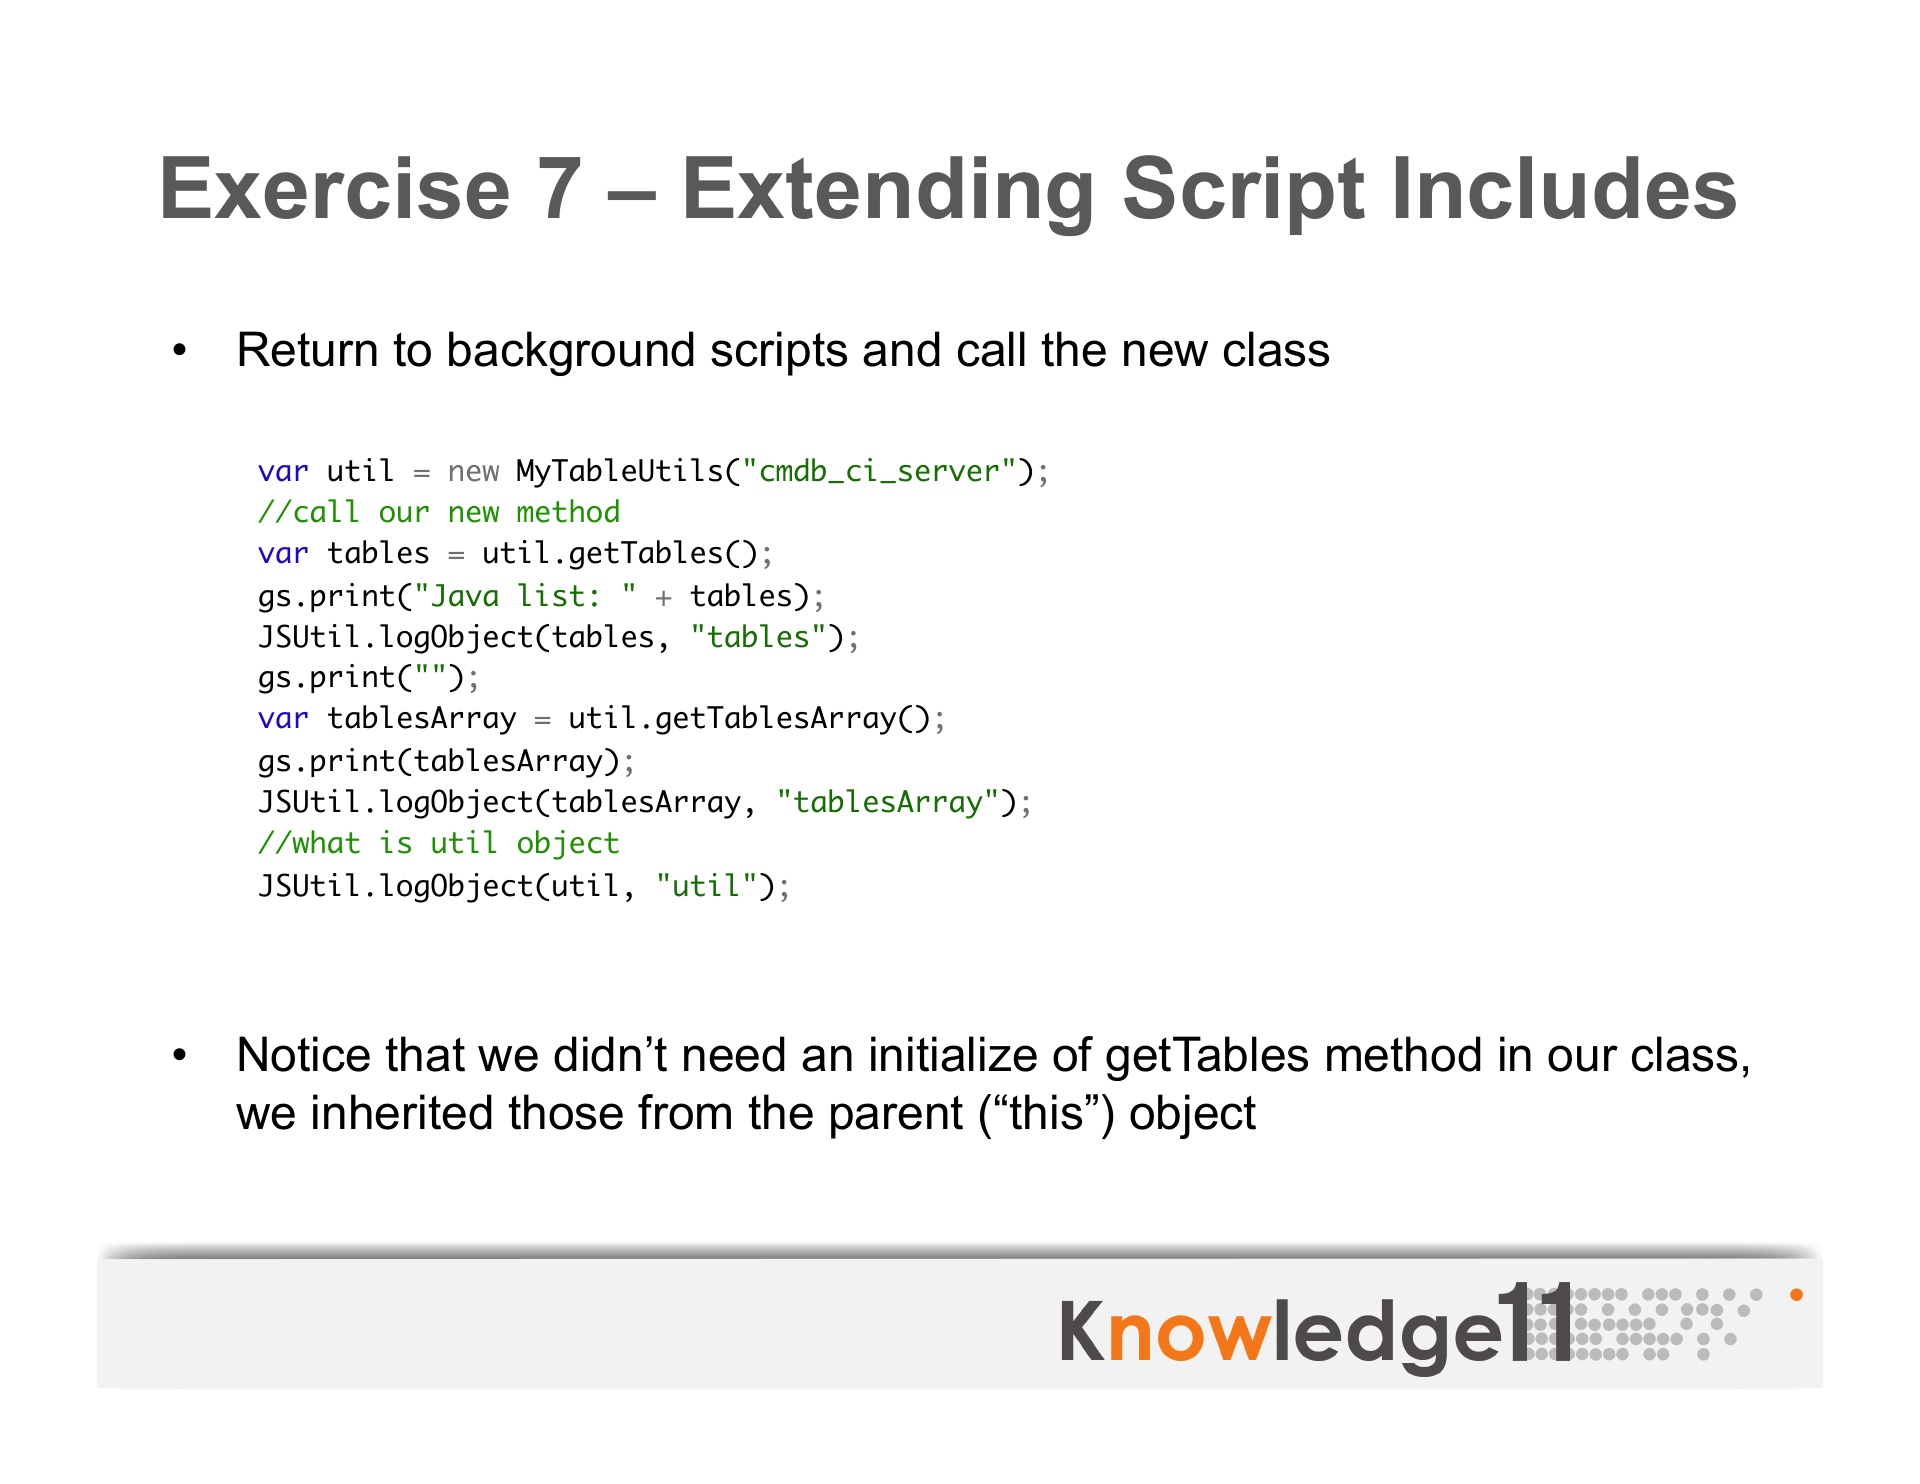 Exercise 7 – Extending Script Includes
• Return to background scripts and call the new class
var util = new MyTableUtils("cmdb_ci_server");
//call our new method
var tables = util.getTables();
gs.print("Java list: " + tables);
JSUtil.logObject(tables, "tables");
gs.print("");
var tablesArray = util.getTablesArray();
gs.print(tablesArray);
JSUtil.logObject(tablesArray, "tablesArray");
//what is util object
JSUtil.logObject(util, "util");
• Notice that we didn’t need an initialize of getTables method in our class,
we inherited those from the parent (“this”) object
Knowledge11